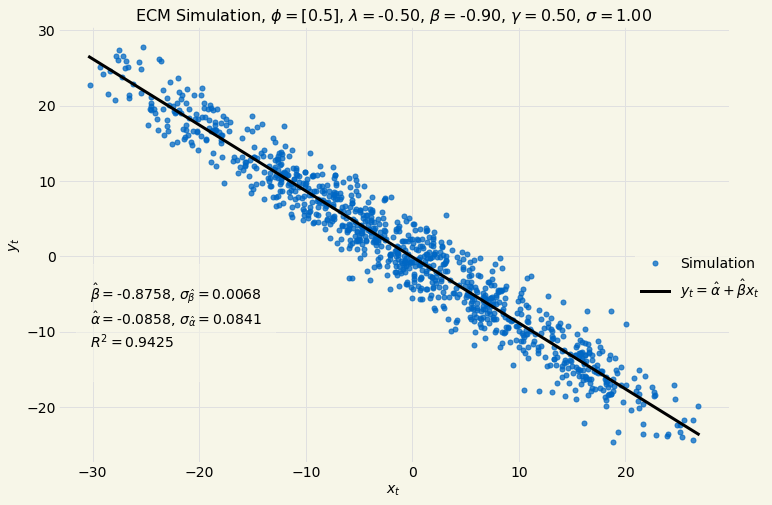 ECM Simulation, ϕ = [0.5], λ = -0.50, β = -0.90, γ = 0.50, σ = 1.00
30
20
10
0
−10
−20
y_t
Simulation
y_t = α̂ + β̂x_t
β̂ = -0.8758, σ_β̂ = 0.0068
α̂ = -0.0858, σ_α̂ = 0.0841
R² = 0.9425
−30
−20
−10
0
10
20
x_t